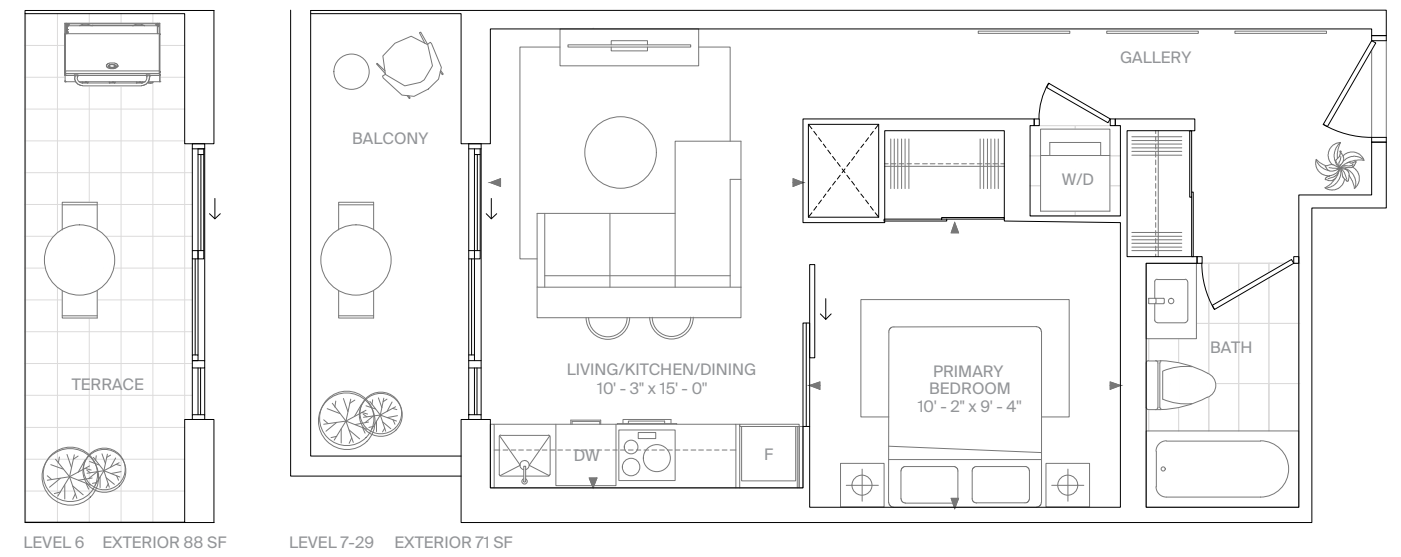 GALLERY
BALCONY
W/D
BATH
LIVING/KITCHEN/DINING
10' - 3" x 15' - 0"
PRIMARY
BEDROOM
10' - 2" x 9' - 4"
TERRACE
DW
F
LEVEL 6 EXTERIOR 88 SF
LEVEL 7-29 EXTERIOR 71 SF